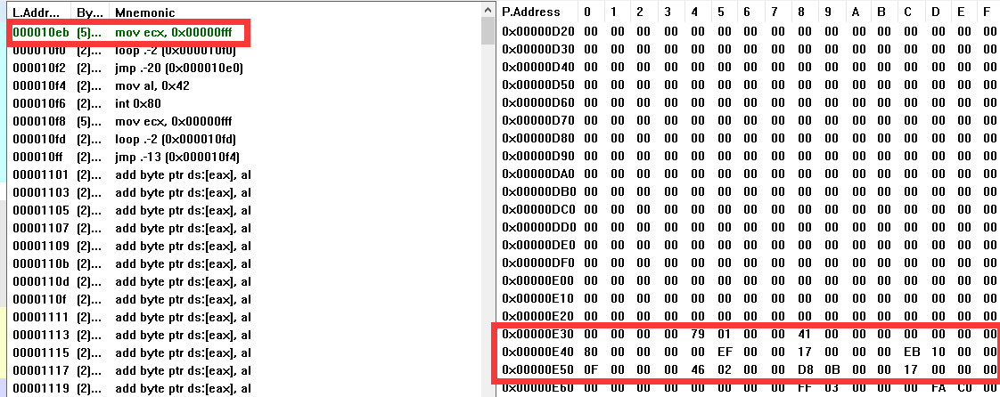 L.Addr... By... Mnemonic
000010eb (5)... mov ecx, 0x00000fff
000010f0 (2)... loop .-2 (0x000010f0)
000010f2 (2)... jmp .-20 (0x000010e0)
000010f4 (2)... mov al, 0x42
000010f6 (2)... int 0x80
000010f8 (5)... mov ecx, 0x00000fff
000010fd (2)... loop .-2 (0x000010fd)
000010ff (2)... jmp .-13 (0x000010f4)
00001101 (2)... add byte ptr ds:[eax], al
00001103 (2)... add byte ptr ds:[eax], al
00001105 (2)... add byte ptr ds:[eax], al
00001107 (2)... add byte ptr ds:[eax], al
00001109 (2)... add byte ptr ds:[eax], al
0000110b (2)... add byte ptr ds:[eax], al
0000110d (2)... add byte ptr ds:[eax], al
0000110f (2)... add byte ptr ds:[eax], al
00001111 (2)... add byte ptr ds:[eax], al
00001113 (2)... add byte ptr ds:[eax], al
00001115 (2)... add byte ptr ds:[eax], al
00001117 (2)... add byte ptr ds:[eax], al
00001119 (2)... add byte ptr ds:[eax], al
P.Address 0 1 2 3 4 5 6 7 8 9 A B C D E F
0x00000D20 00 00 00 00 00 00 00 00 00 00 00 00 00 00 00 00
0x00000D30 00 00 00 00 00 00 00 00 00 00 00 00 00 00 00 00
0x00000D40 00 00 00 00 00 00 00 00 00 00 00 00 00 00 00 00
0x00000D50 00 00 00 00 00 00 00 00 00 00 00 00 00 00 00 00
0x00000D60 00 00 00 00 00 00 00 00 00 00 00 00 00 00 00 00
0x00000D70 00 00 00 00 00 00 00 00 00 00 00 00 00 00 00 00
0x00000D80 00 00 00 00 00 00 00 00 00 00 00 00 00 00 00 00
0x00000D90 00 00 00 00 00 00 00 00 00 00 00 00 00 00 00 00
0x00000DA0 00 00 00 00 00 00 00 00 00 00 00 00 00 00 00 00
0x00000DB0 00 00 00 00 00 00 00 00 00 00 00 00 00 00 00 00
0x00000DC0 00 00 00 00 00 00 00 00 00 00 00 00 00 00 00 00
0x00000DD0 00 00 00 00 00 00 00 00 00 00 00 00 00 00 00 00
0x00000DE0 00 00 00 00 00 00 00 00 00 00 00 00 00 00 00 00
0x00000DF0 00 00 00 00 00 00 00 00 00 00 00 00 00 00 00 00
0x00000E00 00 00 00 00 00 00 00 00 00 00 00 00 00 00 00 00
0x00000E10 00 00 00 00 00 00 00 00 00 00 00 00 00 00 00 00
0x00000E20 00 00 00 00 00 00 00 00 00 00 00 00 00 00 00 00
0x00000E30 00 00 00 00 79 01 00 00 41 00 00 00 00 00 00 00
0x00000E40 80 00 00 00 00 EF 00 00 17 00 00 00 EB 10 00 00
0x00000E50 0F 00 00 00 46 02 00 00 D8 0B 00 00 17 00 00 00
0x00000E60 00 00 00 00 00 00 00 00 FF 03 00 00 00 FA C0 00